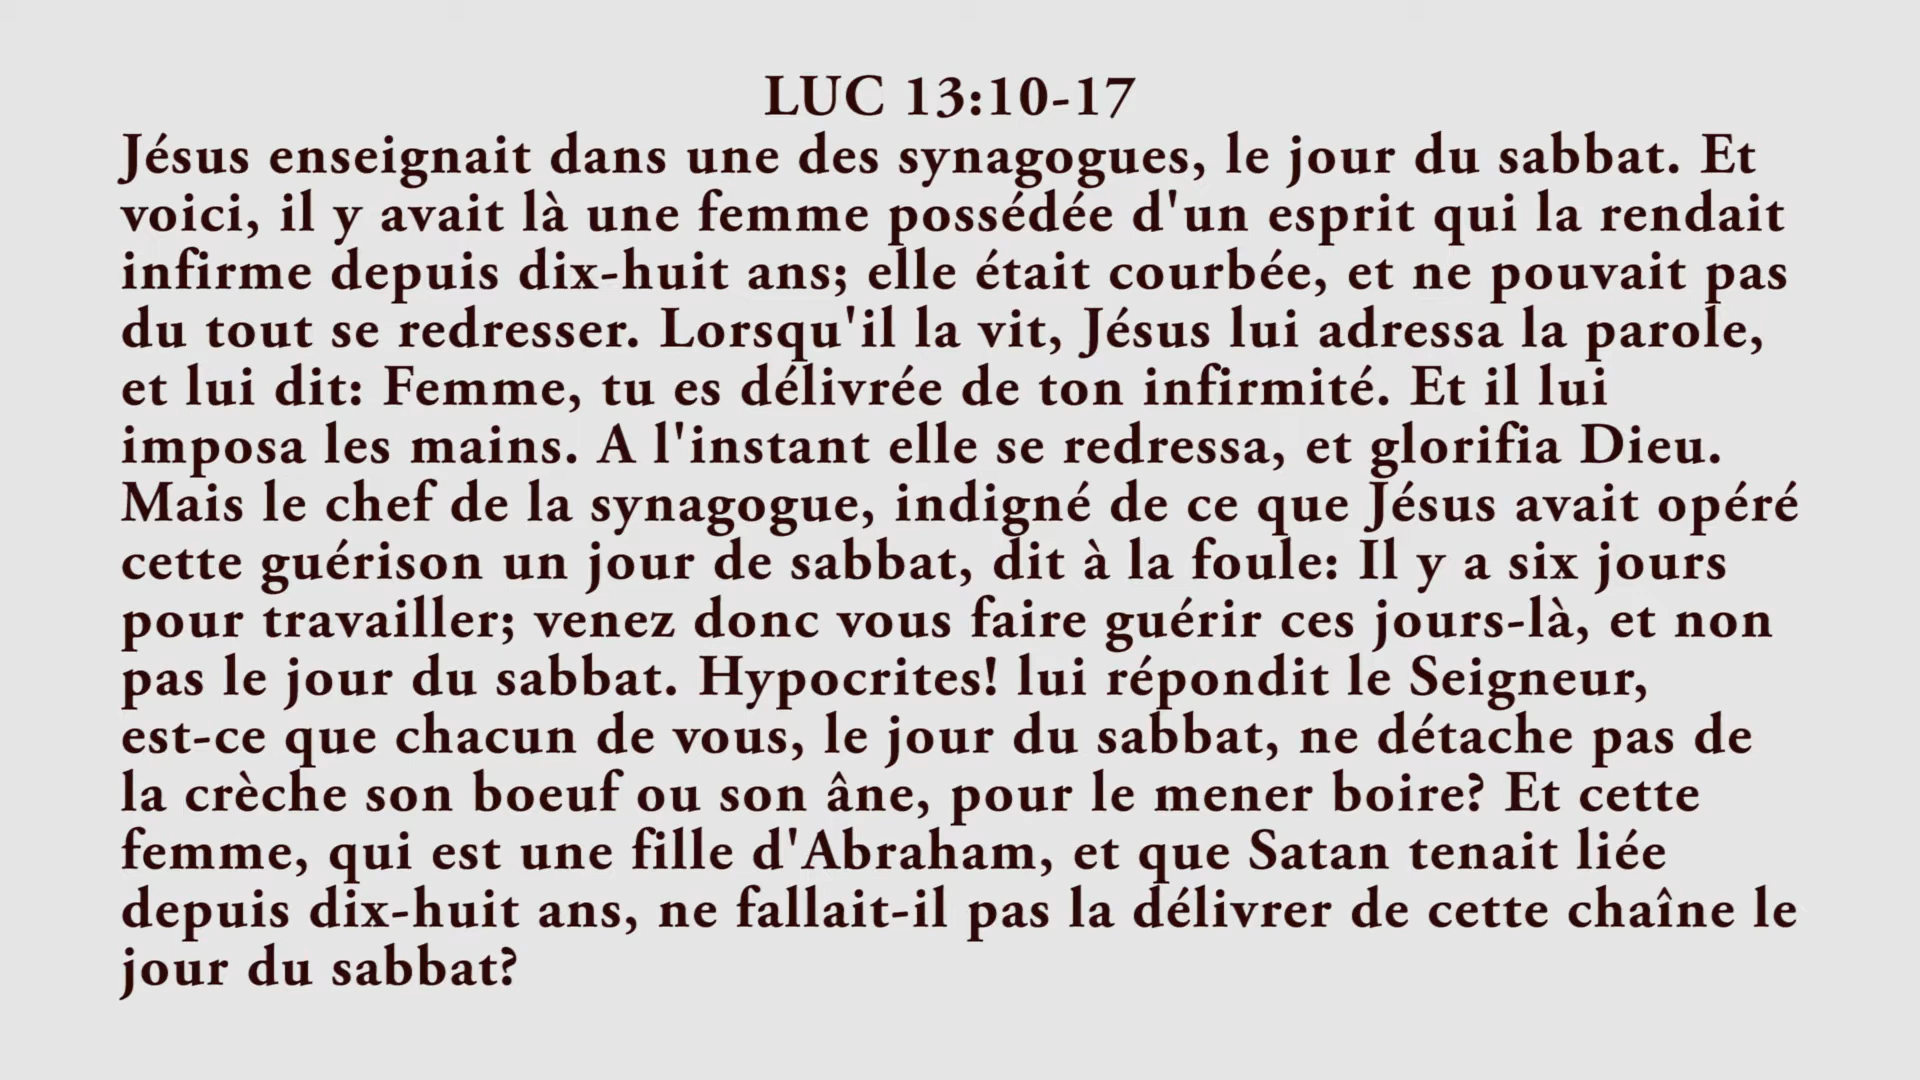 LUC 13:10-17
Jésus enseignait dans une des synagogues, le jour du sabbat. Et
voici, il y avait là une femme possédée d'un esprit qui la rendait
infirme depuis dix-huit ans; elle était courbée, et ne pouvait pas
du tout se redresser. Lorsqu'il la vit, Jésus lui adressa la parole,
et lui dit: Femme, tu es délivrée de ton infirmité. Et il lui
imposa les mains. A l'instant elle se redressa, et glorifia Dieu.
Mais le chef de la synagogue, indigné de ce que Jésus avait opéré
cette guérison un jour de sabbat, dit à la foule: Il y a six jours
pour travailler; venez donc vous faire guérir ces jours-là, et non
pas le jour du sabbat. Hypocrites! lui répondit le Seigneur,
est-ce que chacun de vous, le jour du sabbat, ne détache pas de
la crèche son boeuf ou son âne, pour le mener boire? Et cette
femme, qui est une fille d'Abraham, et que Satan tenait liée
depuis dix-huit ans, ne fallait-il pas la délivrer de cette chaîne le
jour du sabbat?